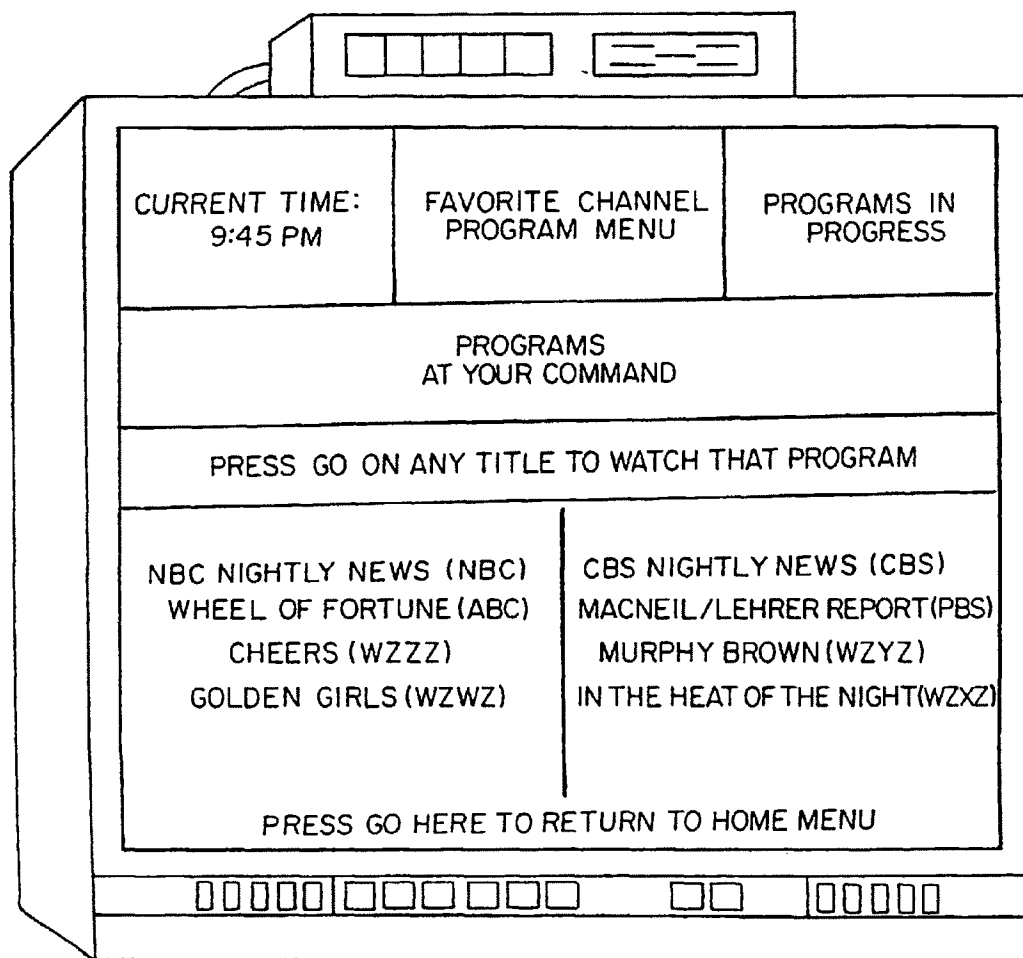 CURRENT TIME:
9:45 PM
FAVORITE CHANNEL
PROGRAM MENU
PROGRAMS IN
PROGRESS
PROGRAMS
AT YOUR COMMAND
PRESS GO ON ANY TITLE TO WATCH THAT PROGRAM
NBC NIGHTLY NEWS (NBC)
WHEEL OF FORTUNE (ABC)
CHEERS (WZZZ)
GOLDEN GIRLS (WZWZ)
CBS NIGHTLY NEWS (CBS)
MACNEIL/LEHRER REPORT(PBS)
MURPHY BROWN (WZYZ)
IN THE HEAT OF THE NIGHT(WZXZ)
PRESS GO HERE TO RETURN TO HOME MENU